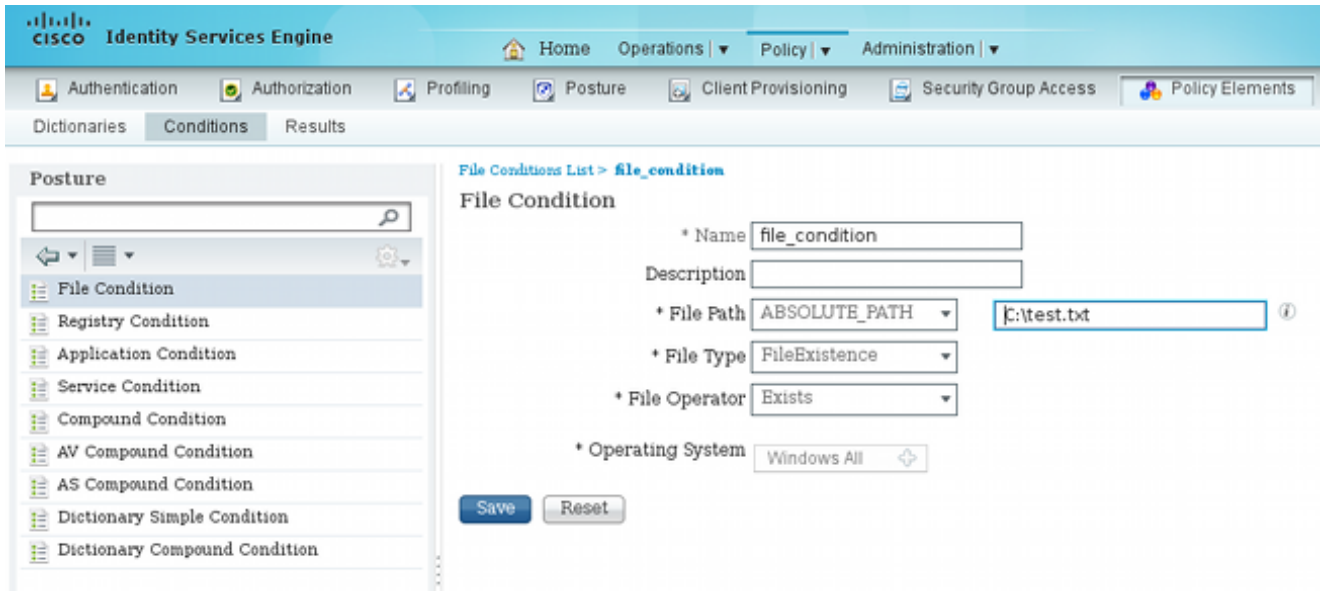 CISCO Identity Services Engine
Home Operations | Policy | Administration |
Authentication Authorization Profiling Posture Client Provisioning Security Group Access Policy Elements
Dictionaries Conditions Results
Posture
File Condition
Registry Condition
Application Condition
Service Condition
Compound Condition
AV Compound Condition
AS Compound Condition
Dictionary Simple Condition
Dictionary Compound Condition
File Conditions List > file_condition
File Condition
* Name file_condition
Description
* File Path ABSOLUTE_PATH C:\test.txt i
* File Type FileExistence
* File Operator Exists
* Operating System Windows All
Save Reset